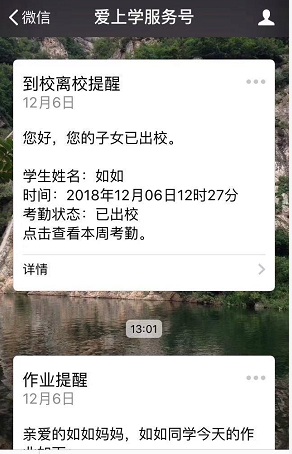 微信
爱上学服务号
到校离校提醒
12月6日
您好，您的子女已出校。
学生姓名：如如
时间：2018年12月06日12时27分
考勤状态：已出校
点击查看本周考勤。
详情
13:01
作业提醒
12月6日
亲爱的如如妈妈，如如同学今天的作